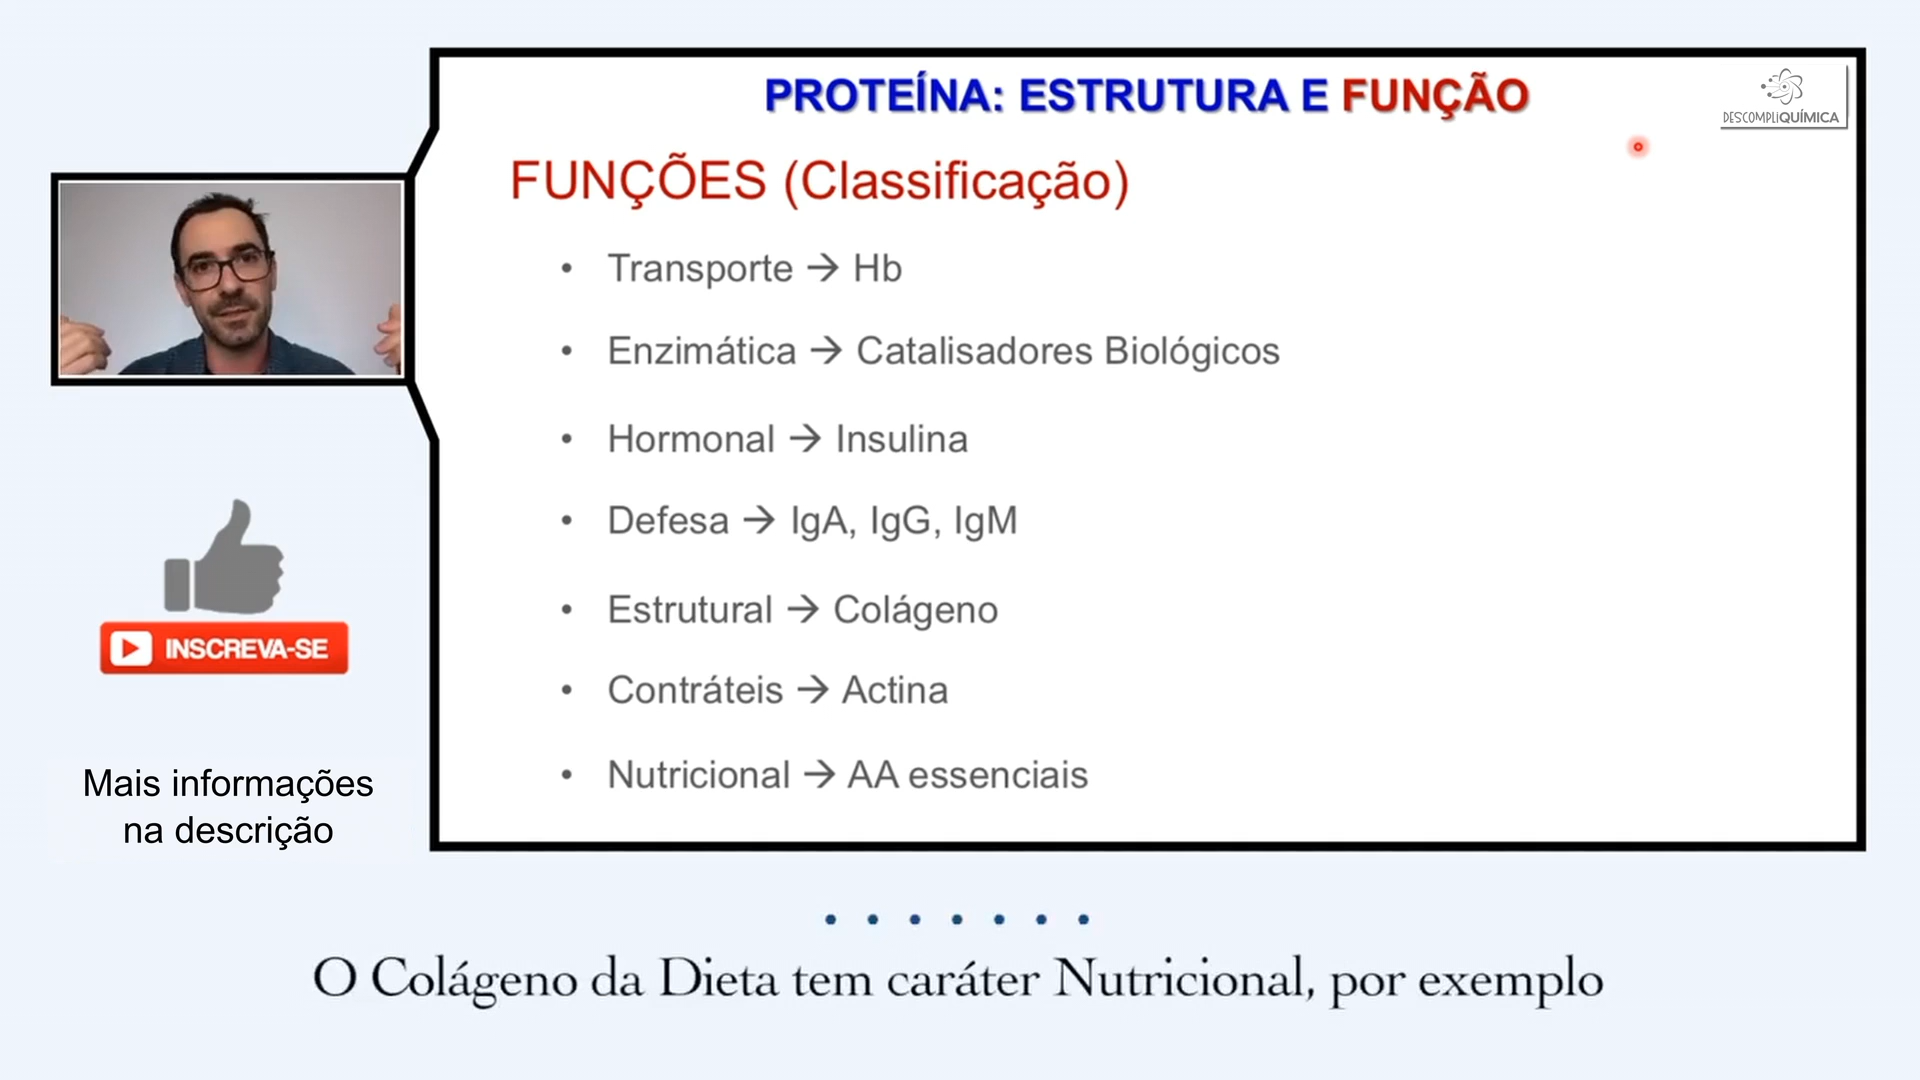 PROTEÍNA: ESTRUTURA E FUNÇÃO
DESCOMPLIQUÍMICA
FUNÇÕES (Classificação)
• Transporte → Hb
• Enzimática → Catalisadores Biológicos
• Hormonal → Insulina
• Defesa → IgA, IgG, IgM
• Estrutural → Colágeno
• Contráteis → Actina
• Nutricional → AA essenciais
INSCREVA-SE
Mais informações
na descrição
O Colágeno da Dieta tem caráter Nutricional, por exemplo